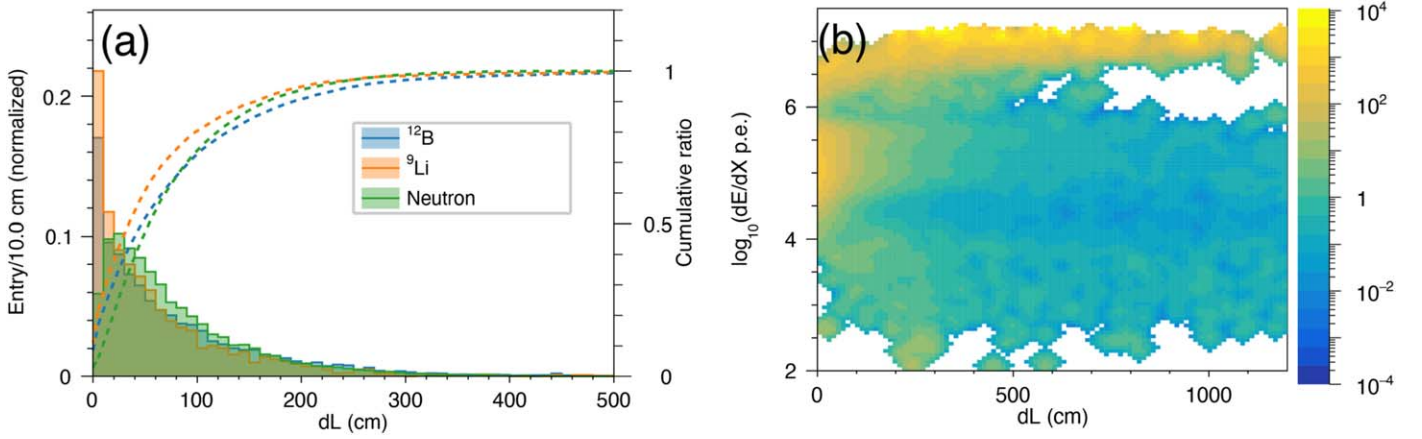 (a)
Entry/10.0 cm (normalized)
0.2
0.1
0
¹²B
⁹Li
Neutron
1
0.5
0
Cumulative ratio
0 100 200 300 400 500
dL (cm)
(b)
log₁₀(dE/dX p.e.)
6
4
2
0 500 1000
dL (cm)
10⁴
10²
1
10⁻²
10⁻⁴